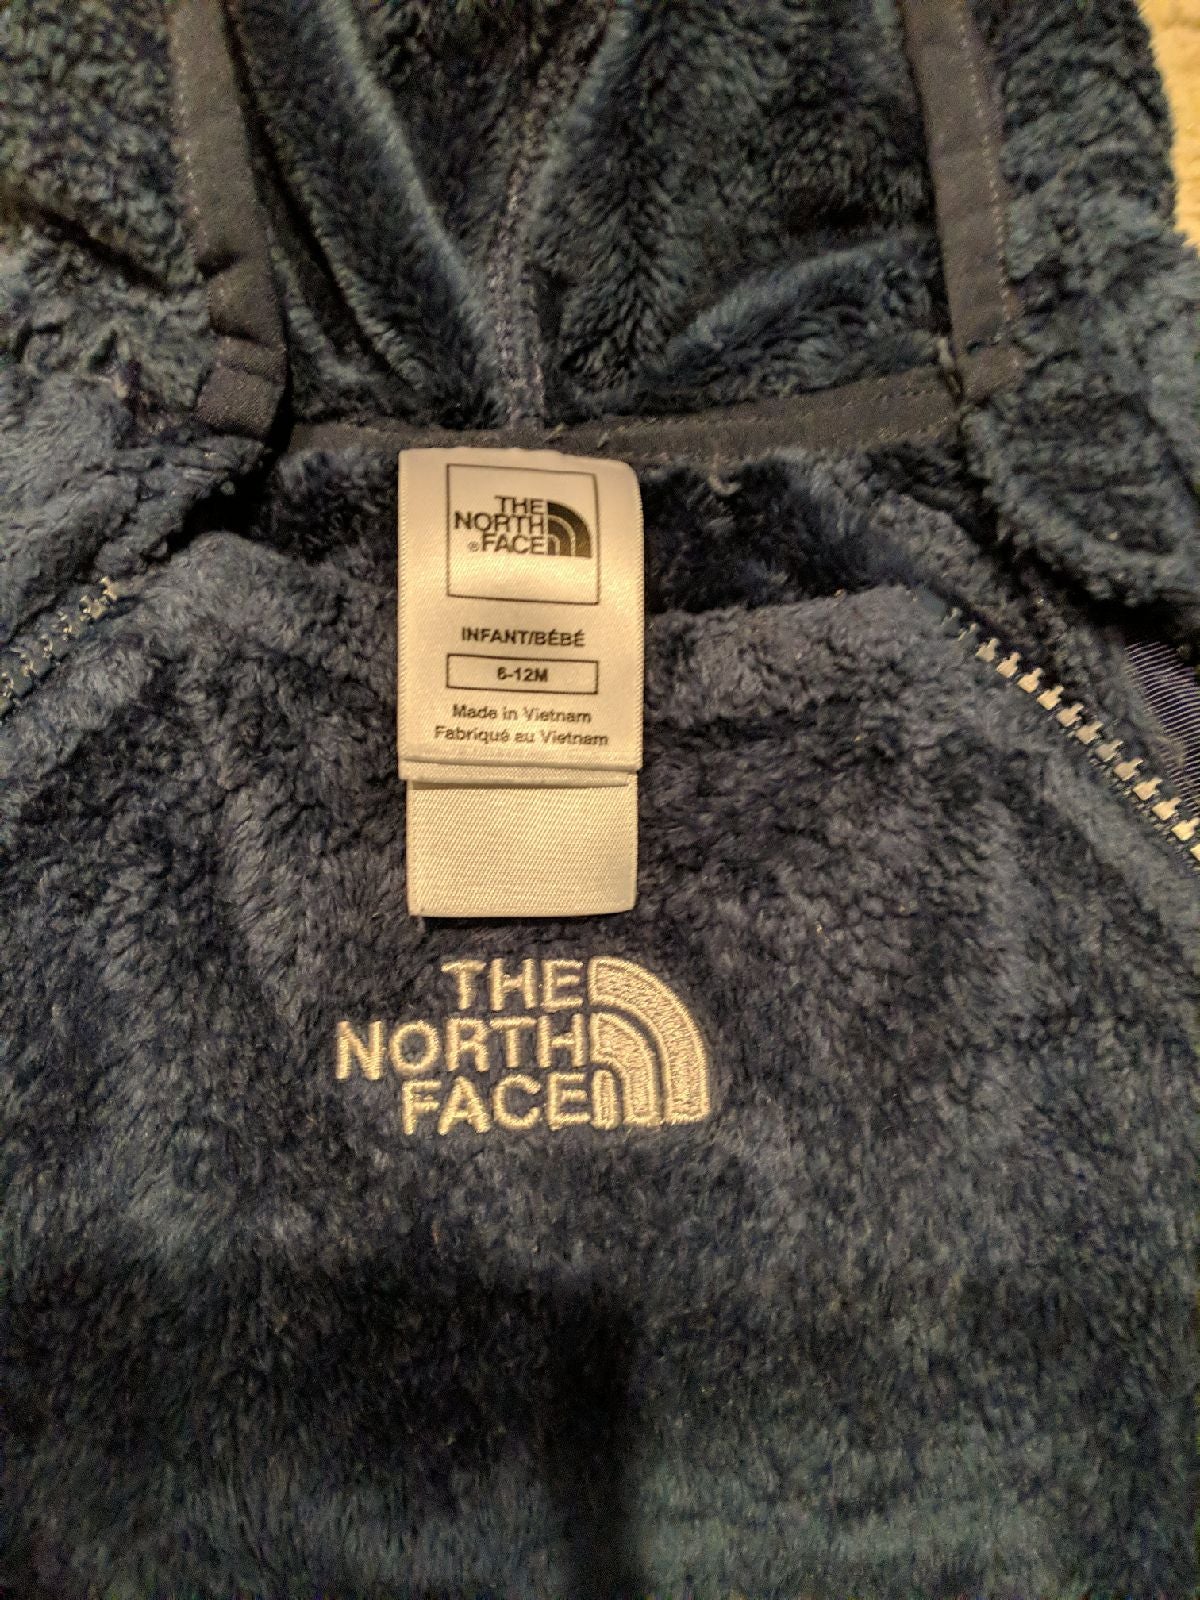 THE
NORTH
®FACE
INFANT/BÉBÉ
6-12M
Made in Vietnam
Fabriqué au Vietnam
THE
NORTH
FACE